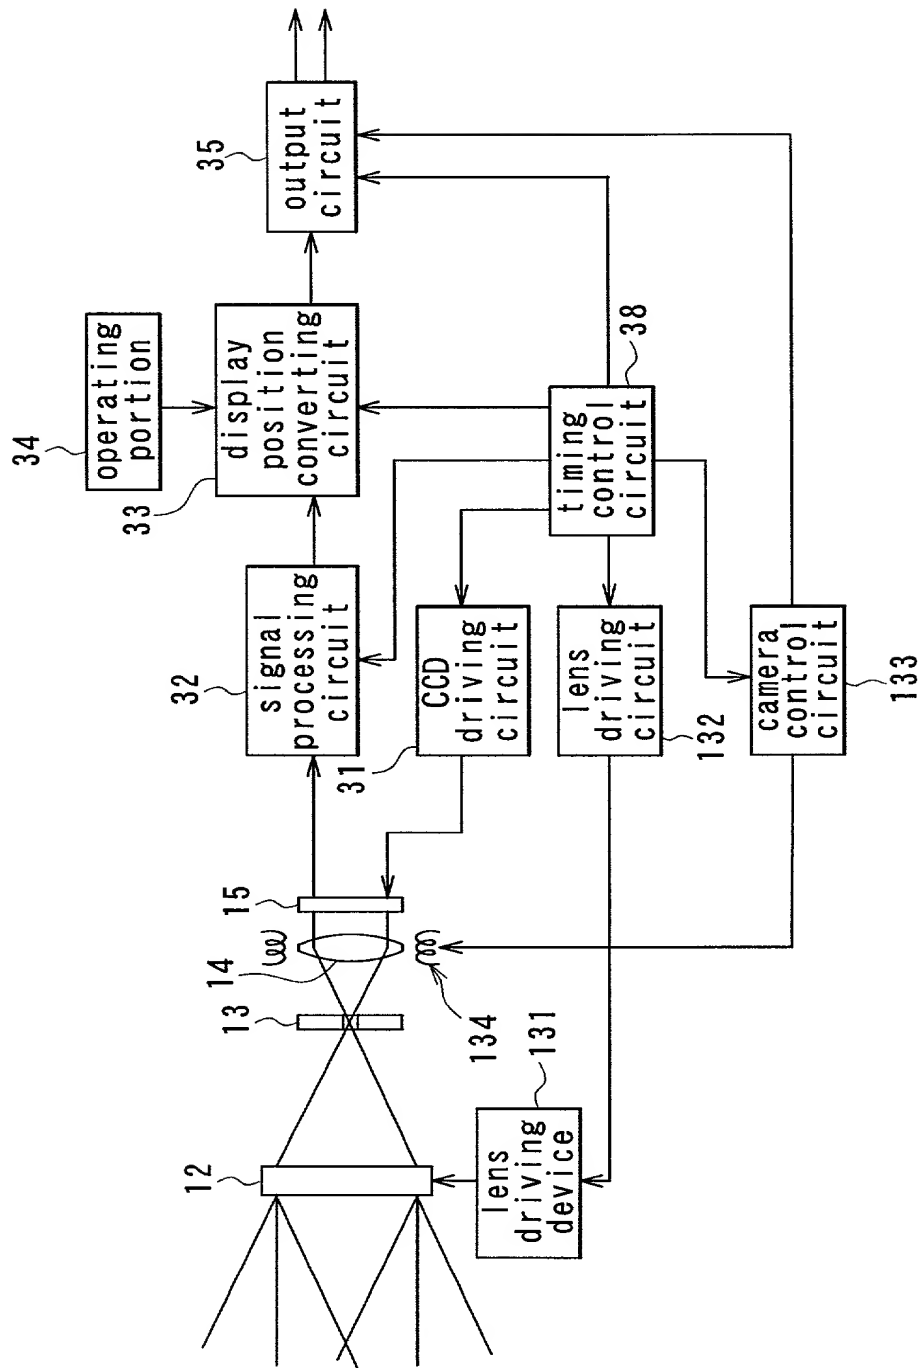 34
operating
portion
33
display
position
converting
circuit
35
output
circuit
32
signal
processing
circuit
38
timing
control
circuit
31
CCD
driving
circuit
lens
driving
circuit
132
camera
control
circuit
133
12
13
14
15
134
131
lens
driving
device